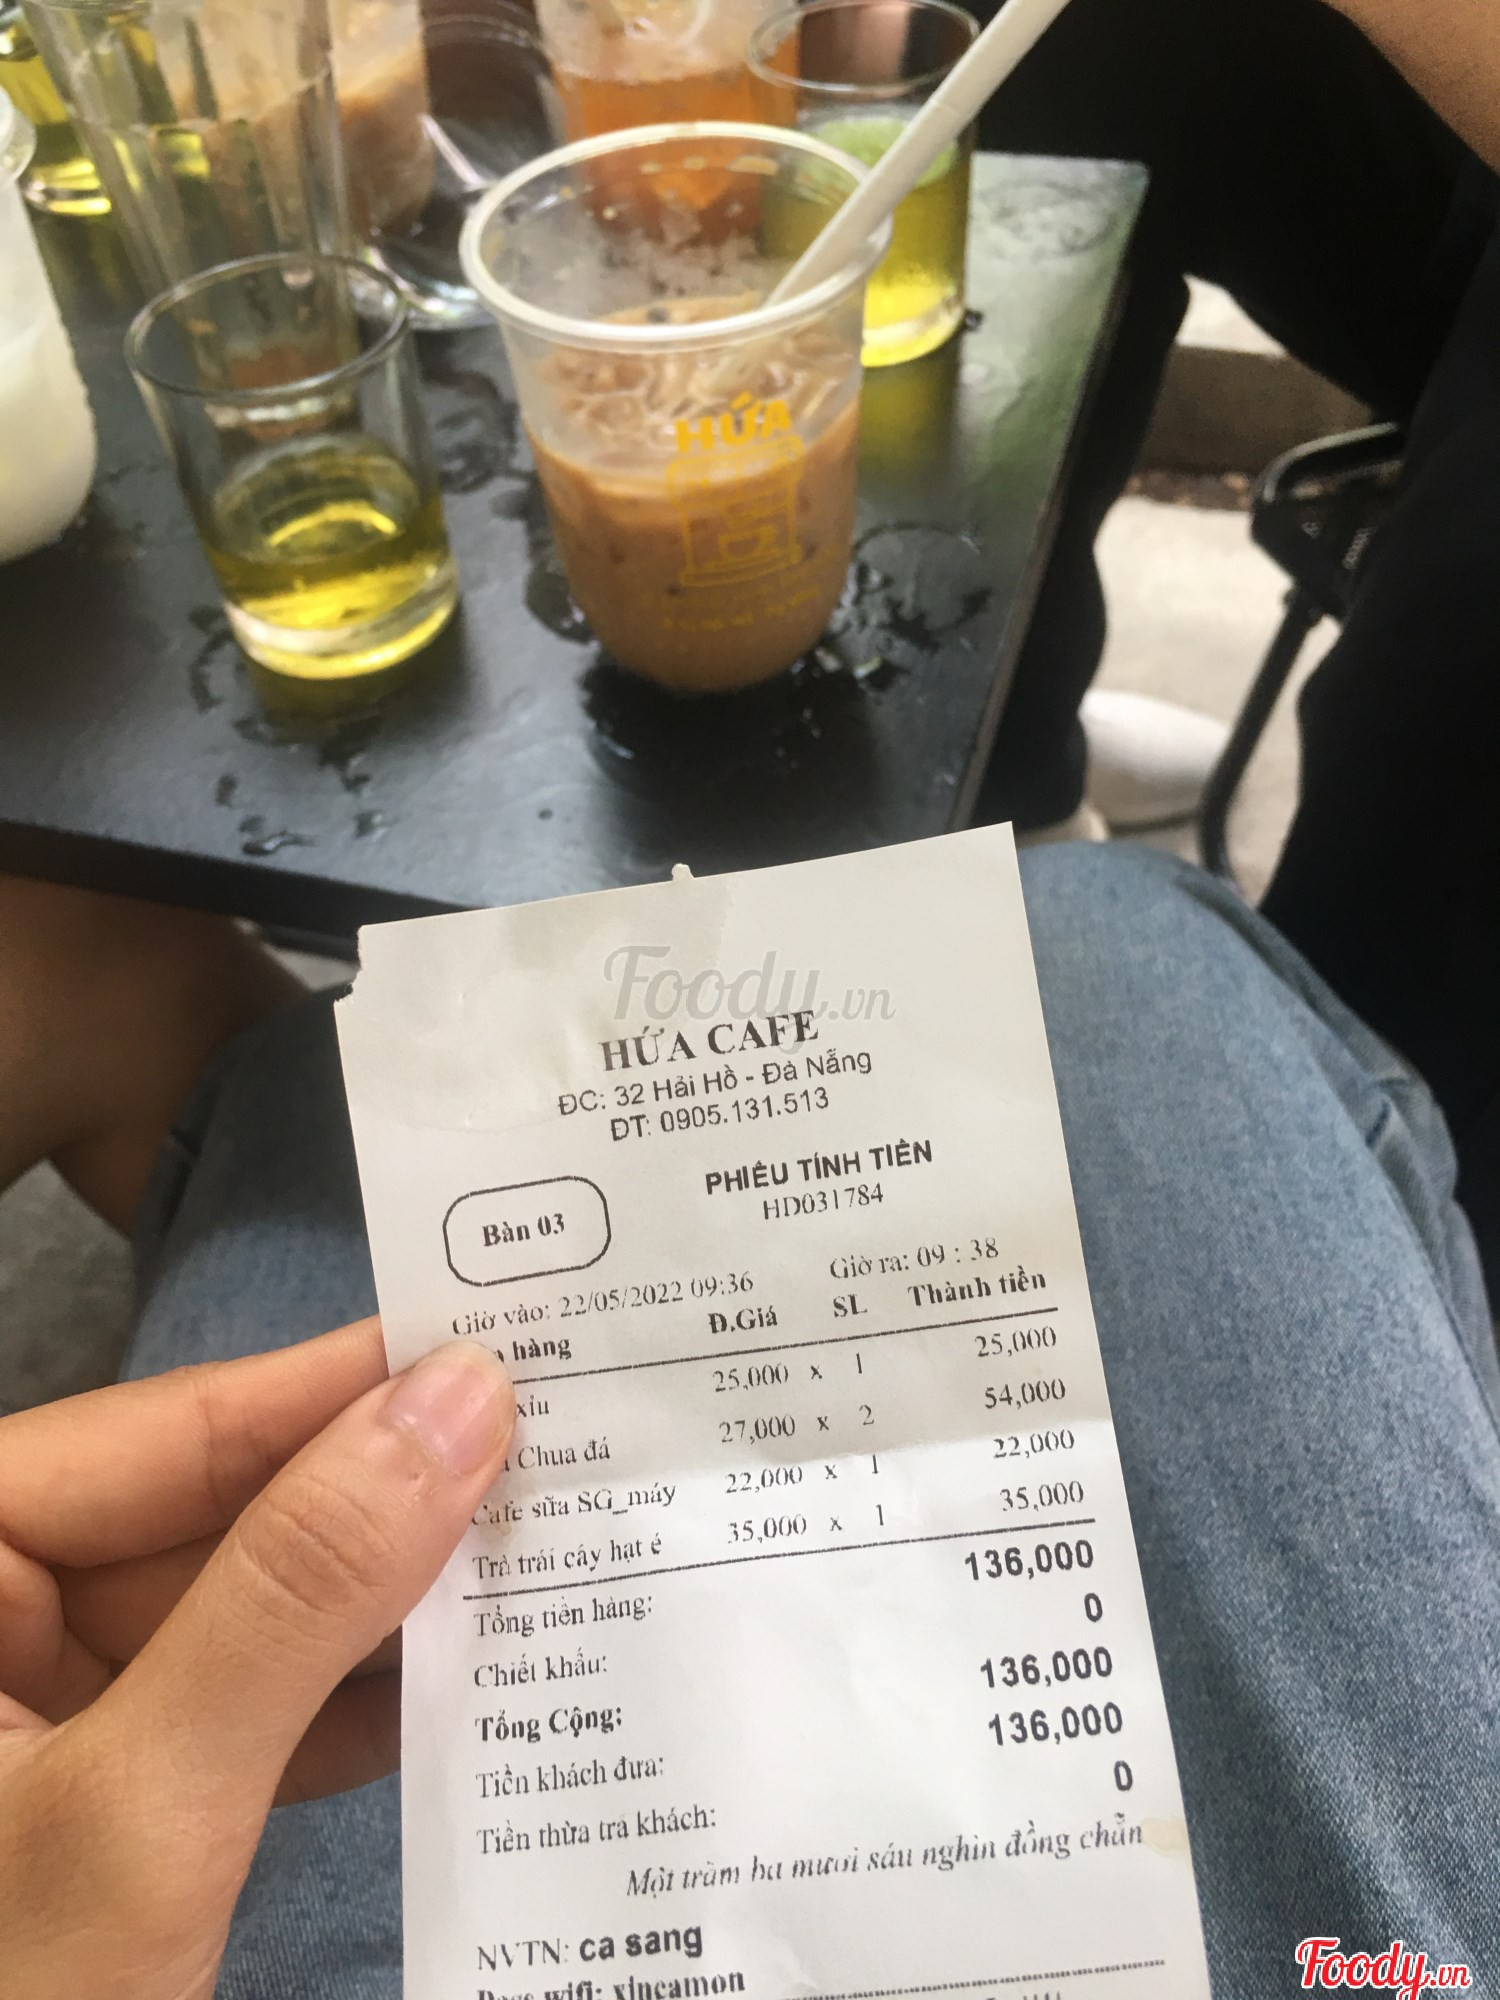 HỨA
Foody.vn
HỨA CAFE
ĐC: 32 Hải Hồ - Đà Nẵng
ĐT: 0905.131.513
PHIẾU TÍNH TIỀN
HD031784
Bàn 03
Giờ vào: 22/05/2022 09:36 Giờ ra: 09 : 38
hàng Đ.Giá SL Thành tiền
xỉu 25,000 x 1 25,000
Chua đá 27,000 x 2 54,000
Cafe sữa SG_máy 22,000 x 1 22,000
Trà trái cây hạt é 35,000 x 1 35,000
Tổng tiền hàng: 136,000
Chiết khấu: 0
Tổng Cộng: 136,000
Tiền khách đưa: 136,000
Tiền thừa trả khách: 0
Một trăm ba mươi sáu nghìn đồng chẵn
NVTN: ca sang
Pass wifi: xincamon
Foody.vn